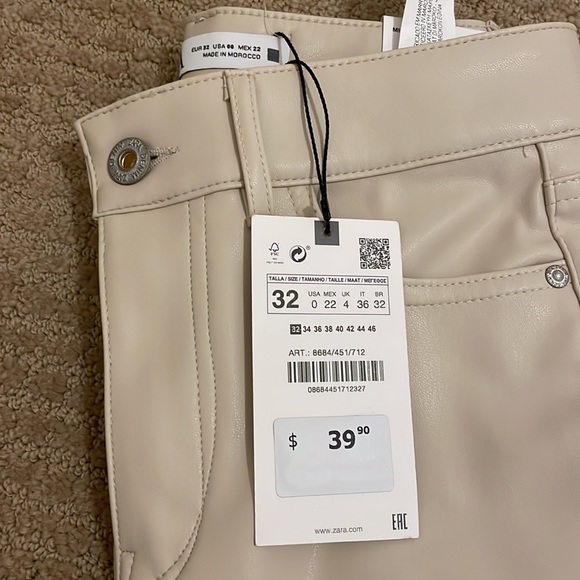 EUR 32 USA 00 MEX 22
MADE IN MOROCCO
FSC
TALLA / SIZE / TAMANHO / TAILLE / MAAT / ΜΕΓΕΘΟΣ
32
USA MEX UK IT BR
0 22 4 36 32
32 34 36 38 40 42 44 46
ART.: 8684/451/712
08684451712327
$ 39 90
www.zara.com
EAC